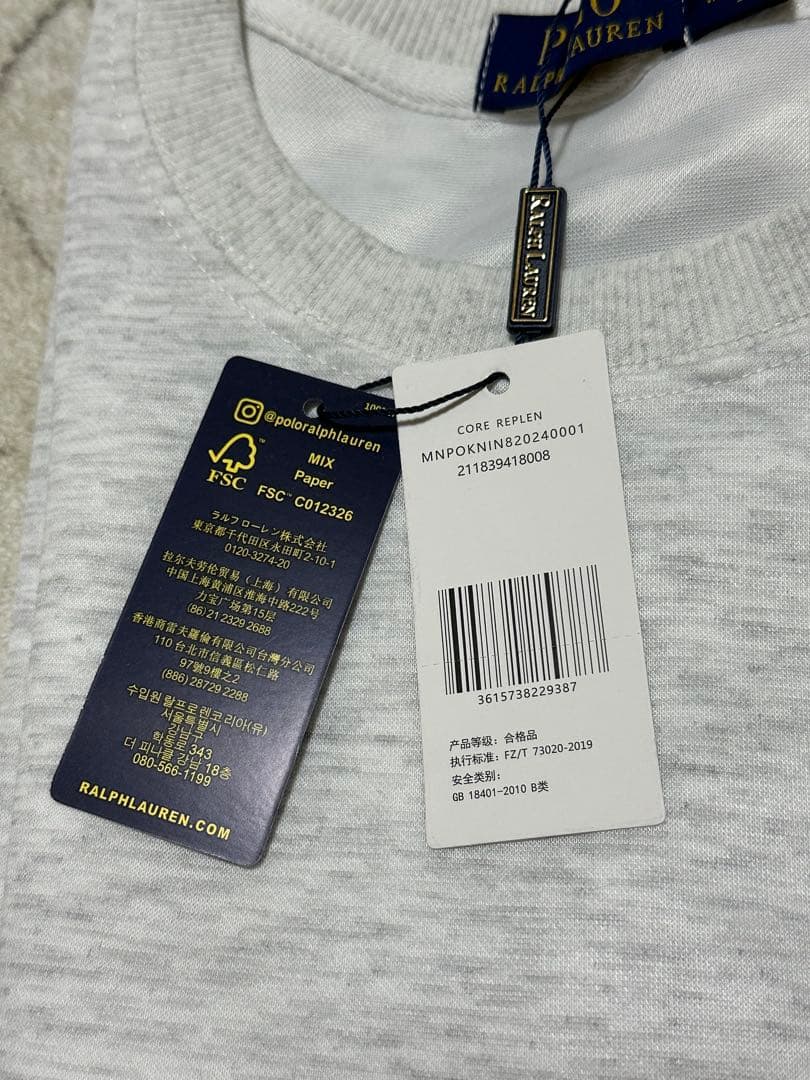 RALPH LAUREN
RALPH LAUREN
@poloralphlauren
MIX
Paper
FSC™
FSC™ C012326
ラルフ ローレン株式会社
東京都千代田区永田町2-10-1
0120-3274-20
拉尔夫劳伦贸易（上海）有限公司
中国上海黄浦区淮海中路222号
力宝广场第15层
(86)21 2329 2688
香港商雷夫羅倫有限公司台灣分公司
110 台北市信義區松仁路
97號9樓之2
(886) 28729 2288
수입원 랄프로렌코리아(유)
서울특별시
강남구
학동로 343
더 피나클 강남 18층
080-566-1199
RALPHLAUREN.COM
CORE REPLEN
MNPOKNIN820240001
211839418008
3615738229387
产品等级：合格品
执行标准：FZ/T 73020-2019
安全类别：
GB 18401-2010 B类